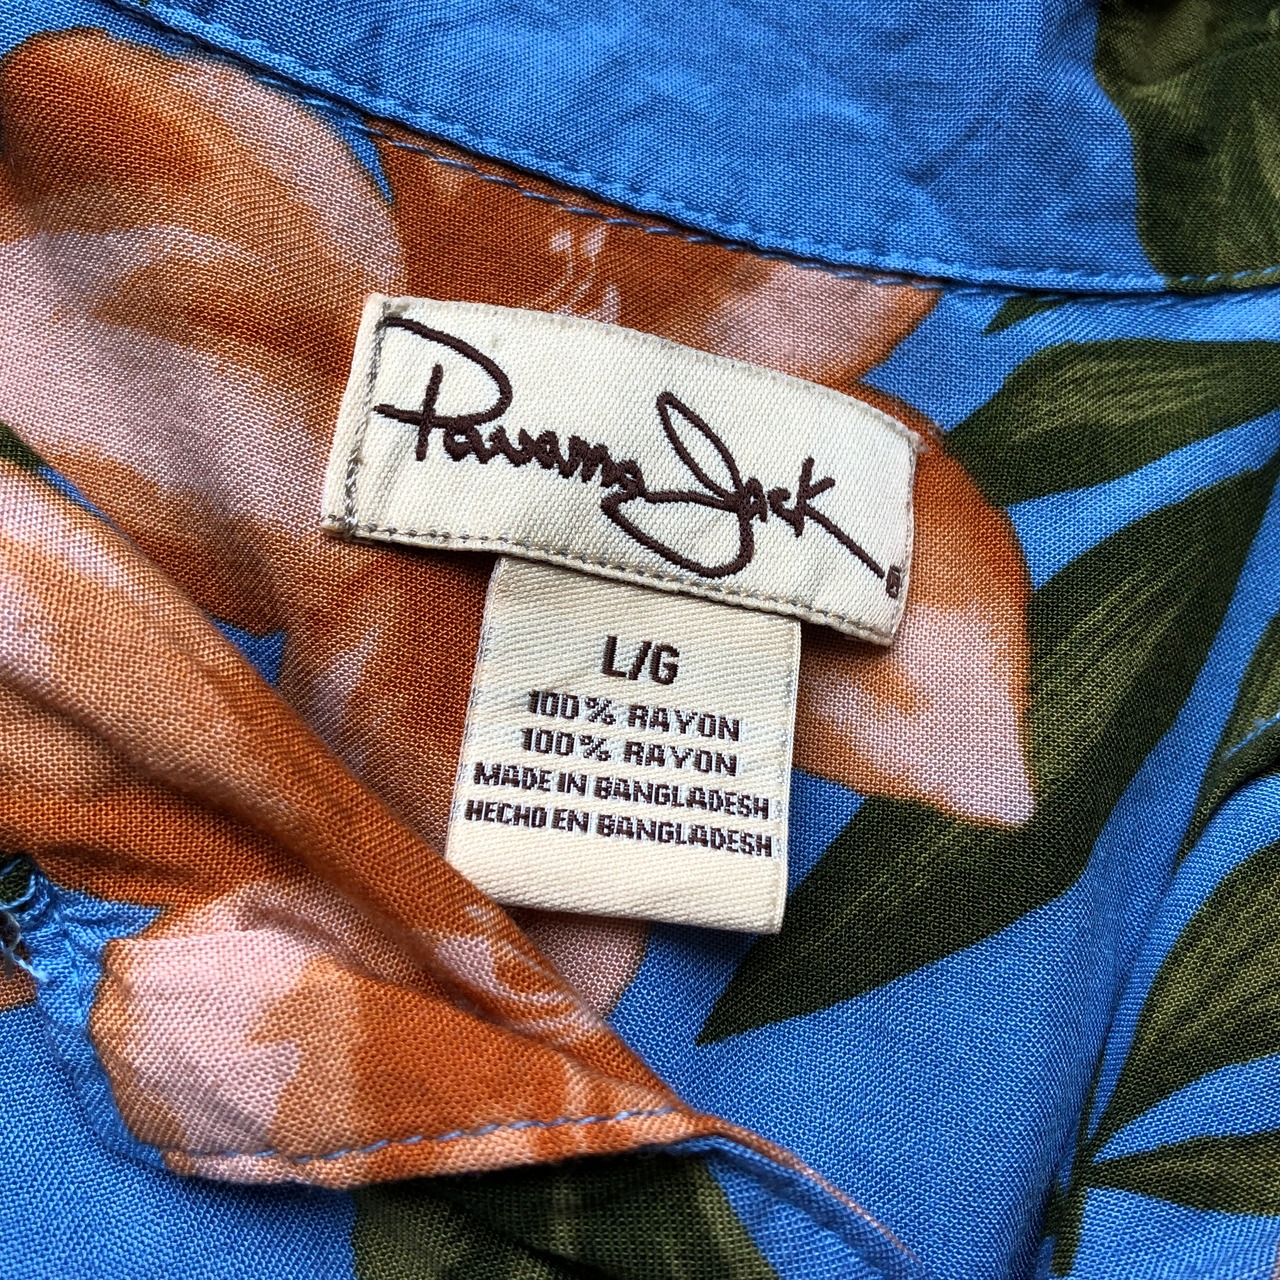 Panama Jack
L/G
100% RAYON
100% RAYON
MADE IN BANGLADESH
HECHO EN BANGLADESH